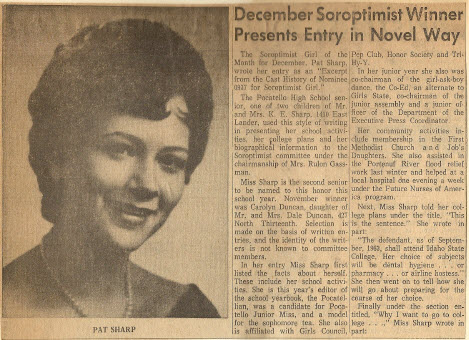 December Soroptimist Winner
Presents Entry in Novel Way
The Soroptimist Girl of the
Month for December, Pat Sharp,
wrote her entry as an "Excerpt
from the Case History of Nominee
0837 for Soroptimist Girl."
The Pocatello High School sen-
ior, one of two children of Mr.
and Mrs. K. E. Sharp, 1450 East
Lander, used this style of writing
in presenting her school activi-
ties, her college plans and her
biographical information to the
Soroptimist committee under the
chairmanship of Mrs. Rulon Gass-
man.
Miss Sharp is the second senior
to be named to this honor this
school year. November winner
was Carolyn Duncan, daughter of
Mr. and Mrs. Dale Duncan, 427
North Thirteenth. Selection is
made on the basis of written en-
tries, and the identity of the writ-
ers is not known to committee
members.
In her entry Miss Sharp first
listed the facts about herself.
These include her school activi-
ties. She is this year's editor of
the school yearbook, the Pocatel-
lian, was a candidate for Poca-
tello Junior Miss, and a model
for the sophomore tea. She also
is affiliated with Girls Council,
Pep Club, Honor Society and Tri-
Hy-Y.
In her junior year she also was
co-chairman of the girl-ask-boy
dance, the Co-Ed, an alternate to
Girls State, co-chairman of the
junior assembly and a junior of-
ficer of the Department of the
Executive Press Coordinator
Her community activities in-
clude membership in the First
Methodist Church and Job's
Daughters. She also assisted in
the Portneuf River flood relief
work last winter and helped at a
local hospital one evening a week
under the Future Nurses of Amer-
ica program.
Next, Miss Sharp told her col-
lege plans under the title, "This
is the sentence." She wrote in
part:
"The defendant, as of Septem-
ber, 1963, shall attend Idaho State
College. Her choice of subjects
will be dental hygiene . . . or
pharmacy . . . or airline hostess."
She then went on to tell how she
will go about preparing for the
course of her choice.
Finally under the section en-
titled, "Why I want to go to col-
lege . . . ." Miss Sharp wrote in
part:
PAT SHARP